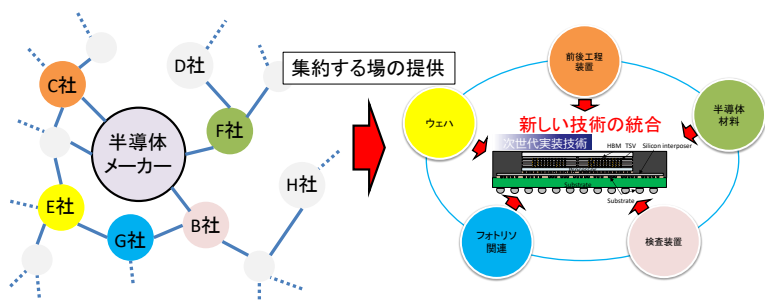 C社
D社
F社
半導体
メーカー
H社
E社
G社
B社
集約する場の提供
前後工程
装置
ウェハ
半導体
材料
新しい技術の統合
次世代実装技術
HBM TSV Silicon interposer
Substrate
Substrate
フォトリソ
関連
検査装置